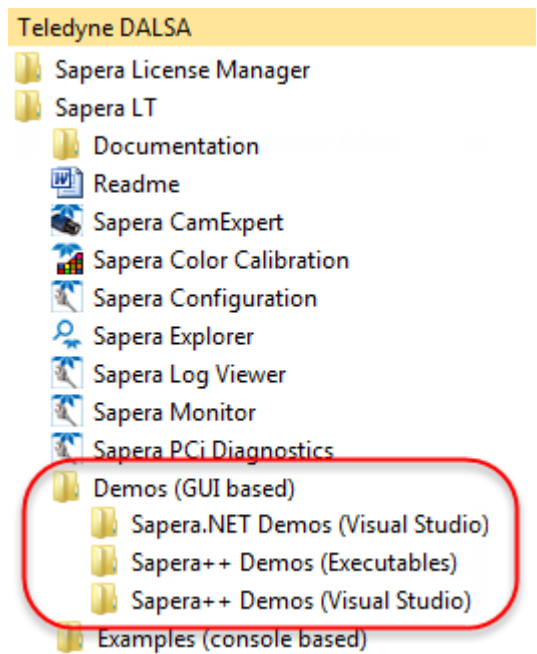 Teledyne DALSA
Sapera License Manager
Sapera LT
Documentation
Readme
Sapera CamExpert
Sapera Color Calibration
Sapera Configuration
Sapera Explorer
Sapera Log Viewer
Sapera Monitor
Sapera PCi Diagnostics
Demos (GUI based)
Sapera.NET Demos (Visual Studio)
Sapera++ Demos (Executables)
Sapera++ Demos (Visual Studio)
Examples (console based)